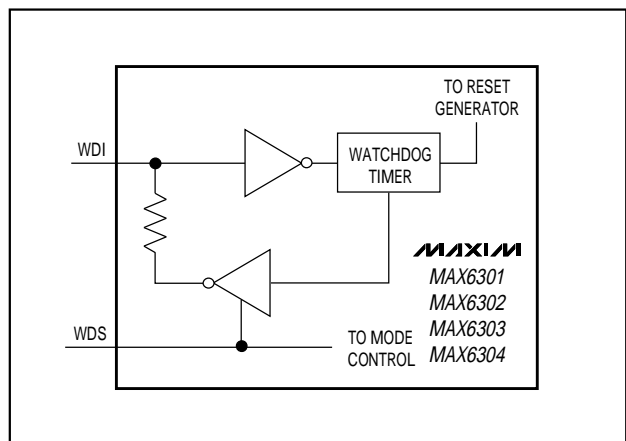 TO RESET
GENERATOR
WDI
WATCHDOG
TIMER
MAXIM
MAX6301
MAX6302
MAX6303
MAX6304
WDS
TO MODE
CONTROL